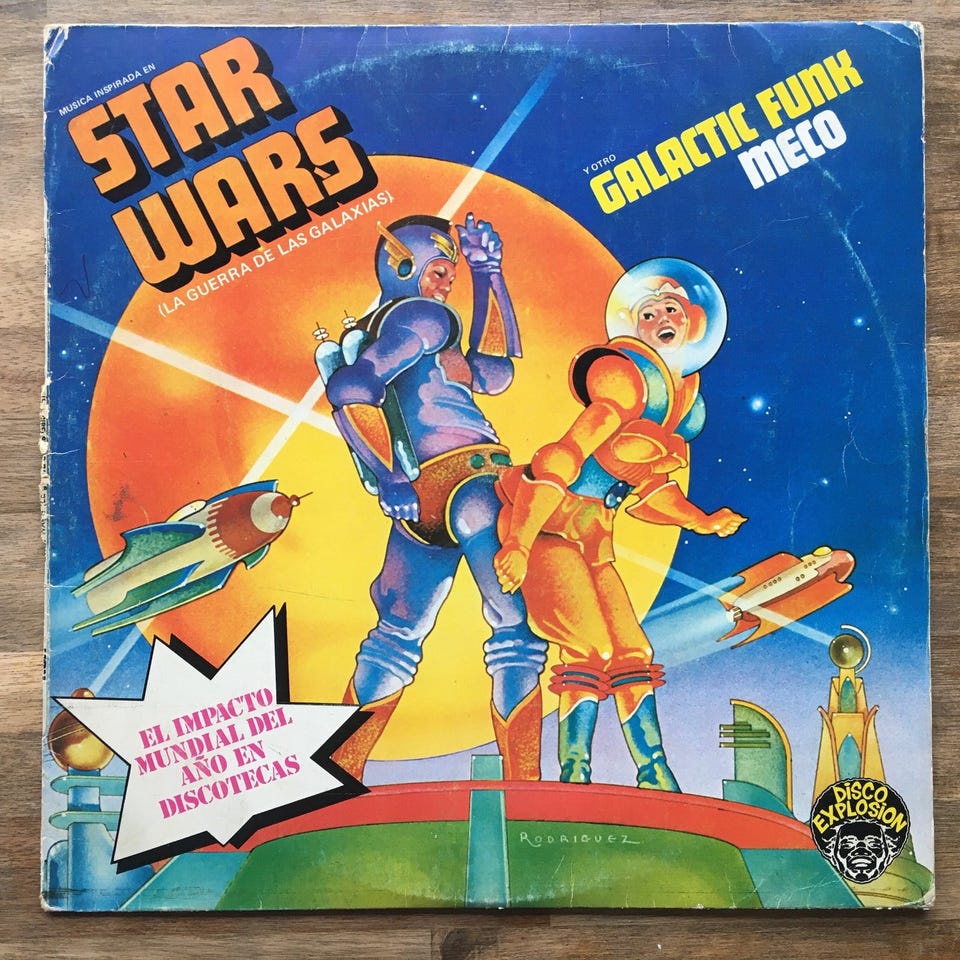 MUSICA INSPIRADA EN
STAR
WARS
(LA GUERRA DE LAS GALAXIAS)
Y OTRO
GALACTIC FUNK
MECO
EL IMPACTO
MUNDIAL DEL
AÑO EN
DISCOTECAS
RODRIGUEZ
DISCO
EXPLOSION